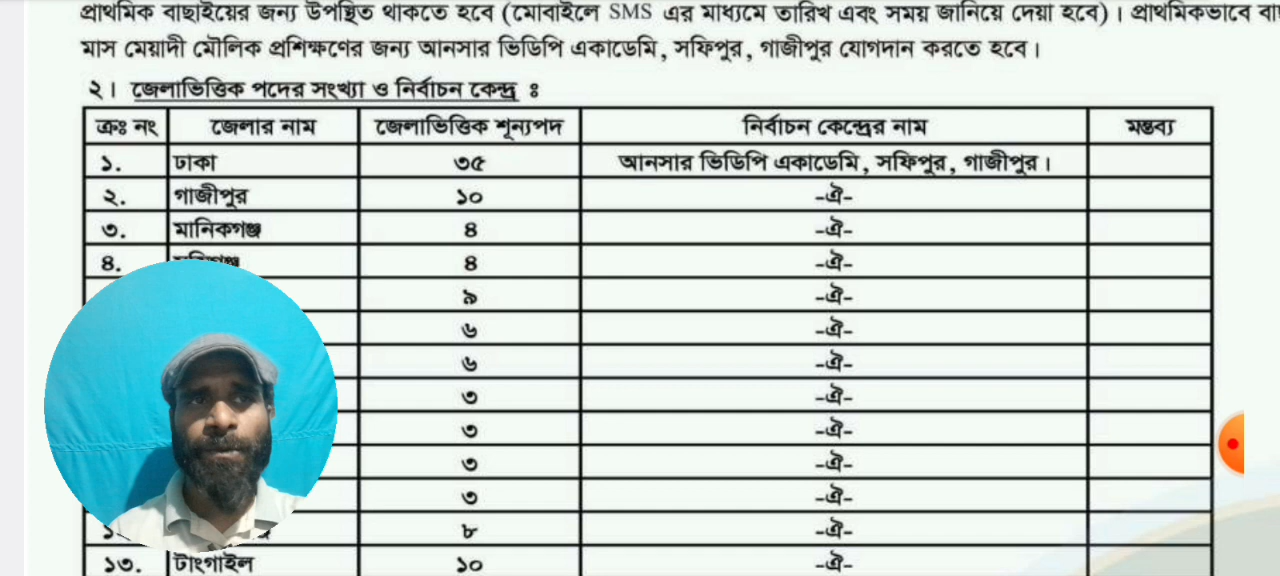 প্রাথমিক বাছাইয়ের জন্য উপস্থিত থাকতে হবে (মোবাইলে SMS এর মাধ্যমে তারিখ এবং সময় জানিয়ে দেয়া হবে)। প্রাথমিকভাবে
মাস মেয়াদী মৌলিক প্রশিক্ষণের জন্য আনসার ভিডিপি একাডেমি, সফিপুর, গাজীপুর যোগদান করতে হবে।
২। জেলাভিত্তিক পদের সংখ্যা ও নির্বাচন কেন্দ্র ঃ
ক্রঃ নং জেলার নাম জেলাভিত্তিক শূন্যপদ নির্বাচন কেন্দ্রের নাম মন্তব্য
১. ঢাকা ৩৫ আনসার ভিডিপি একাডেমি, সফিপুর, গাজীপুর।
২. গাজীপুর ১০ -ঐ-
৩. মানিকগঞ্জ ৪ -ঐ-
৪. ৪ -ঐ-
৯ -ঐ-
৬ -ঐ-
৬ -ঐ-
৩ -ঐ-
৩ -ঐ-
৩ -ঐ-
৩ -ঐ-
৮ -ঐ-
১৩. টাংগাইল ১০ -ঐ-